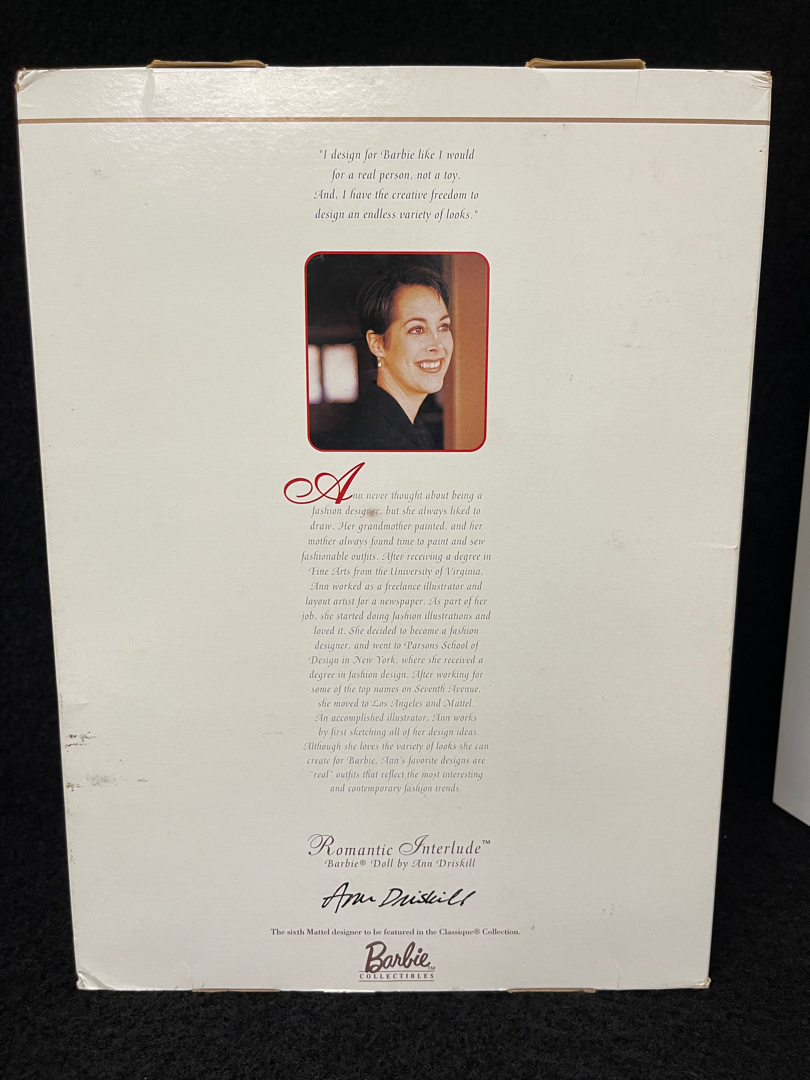 "I design for Barbie like I would
for a real person, not a toy.
And, I have the creative freedom to
design an endless variety of looks."
Ann never thought about being a
fashion designer, but she always liked to
draw. Her grandmother painted, and her
mother always found time to paint and sew
fashionable outfits. After receiving a degree in
Fine Arts from the University of Virginia,
Ann worked as a freelance illustrator and
layout artist for a newspaper. As part of her
job, she started doing fashion illustrations and
loved it. She decided to become a fashion
designer, and went to Parsons School of
Design in New York, where she received a
degree in fashion design. After working for
some of the top names on Seventh Avenue,
she moved to Los Angeles and Mattel.
An accomplished illustrator, Ann works
by first sketching all of her design ideas.
Although she loves the variety of looks she can
create for Barbie, Ann's favorite designs are
"real" outfits that reflect the most interesting
and contemporary fashion trends.
Romantic Interlude™
Barbie® Doll by Ann Driskill
Ann Driskill
The sixth Mattel designer to be featured in the Classique® Collection.
Barbie™
COLLECTIBLES